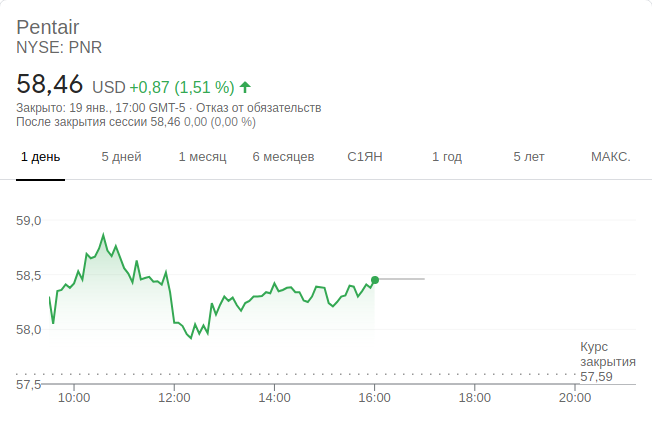 Pentair
NYSE: PNR
58,46 USD +0,87 (1,51 %)
Закрыто: 19 янв., 17:00 GMT-5 · Отказ от обязательств
После закрытия сессии 58,46 0,00 (0,00 %)
1 день 5 дней 1 месяц 6 месяцев С1ЯН 1 год 5 лет МАКС.
59,0
58,5
58,0
Курс
закрытия
57,59
57,5
10:00 12:00 14:00 16:00 18:00 20:00